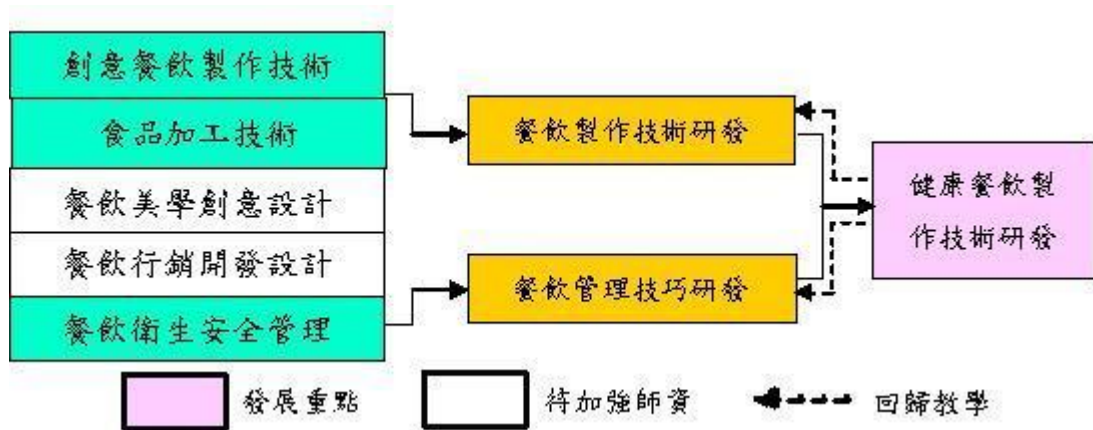 創意餐飲製作技術
食品加工技術
餐飲美學創意設計
餐飲行銷開發設計
餐飲衛生安全管理
餐飲製作技術研發
餐飲管理技巧研發
健康餐飲製
作技術研發
發展重點
待加強師資
回歸教學